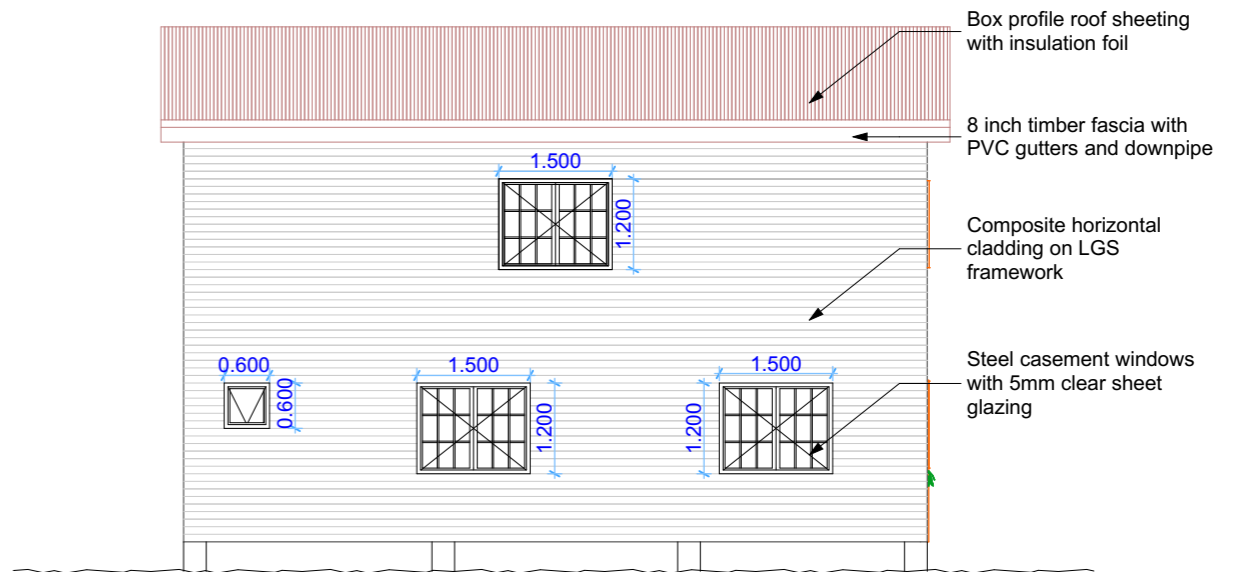 Box profile roof sheeting
with insulation foil
8 inch timber fascia with
PVC gutters and downpipe
1.500
1.200
Composite horizontal
cladding on LGS
framework
0.600
0.600
1.500
1.200
1.500
1.200
Steel casement windows
with 5mm clear sheet
glazing